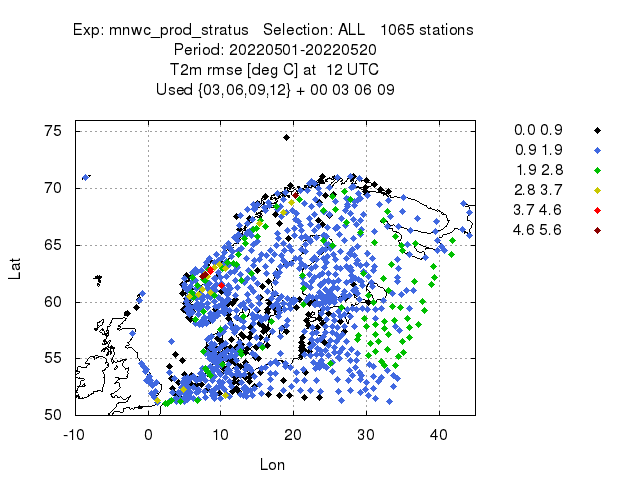 Exp: mnwc_prod_stratus   Selection: ALL   1065 stations
Period: 20220501-20220520
T2m rmse [deg C] at  12 UTC
Used {03,06,09,12} + 00 03 06 09
0.0 0.9
0.9 1.9
1.9 2.8
2.8 3.7
3.7 4.6
4.6 5.6
75
70
65
60
55
50
Lat
-10 0 10 20 30 40
Lon